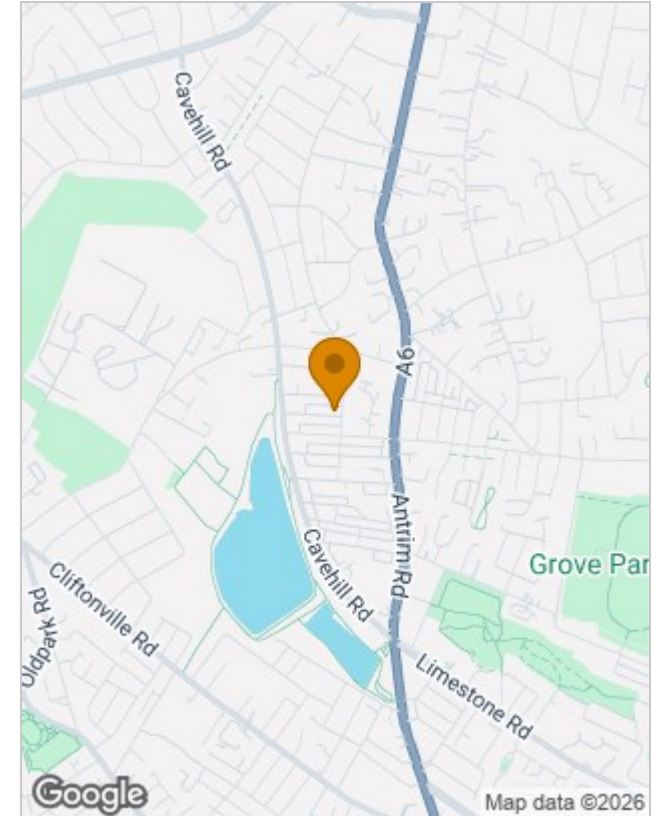 Cavehill Rd
A6
Antrim Rd
Cavehill Rd
Grove Par
Cliftonville Rd
Oldpark Rd
Limestone Rd
Google
Map data ©2026